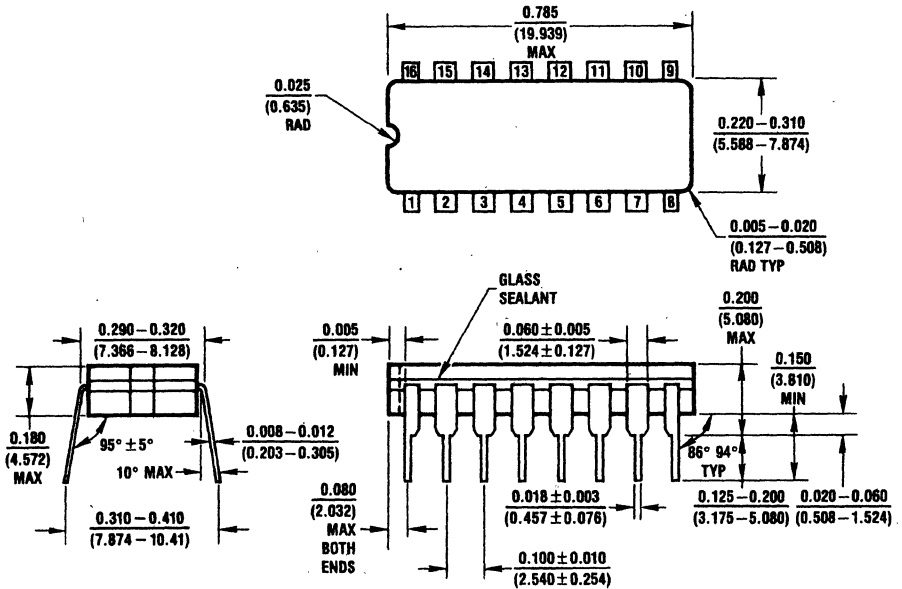 0.785
(19.939)
MAX
16 15 14 13 12 11 10 9
0.025
(0.635)
RAD
0.220–0.310
(5.588–7.874)
1 2 3 4 5 6 7 8
0.005–0.020
(0.127–0.508)
RAD TYP
GLASS
SEALANT
0.290–0.320
(7.366–8.128)
0.005
(0.127)
MIN
0.060±0.005
(1.524±0.127)
0.200
(5.080)
MAX
0.150
(3.810)
MIN
0.180
(4.572)
MAX
95° ±5°
0.008–0.012
(0.203–0.305)
10° MAX
86° 94°
TYP
0.310–0.410
(7.874–10.41)
0.080
(2.032)
MAX
BOTH
ENDS
0.018±0.003
(0.457±0.076)
0.125–0.200
(3.175–5.080)
0.020–0.060
(0.508–1.524)
0.100±0.010
(2.540±0.254)